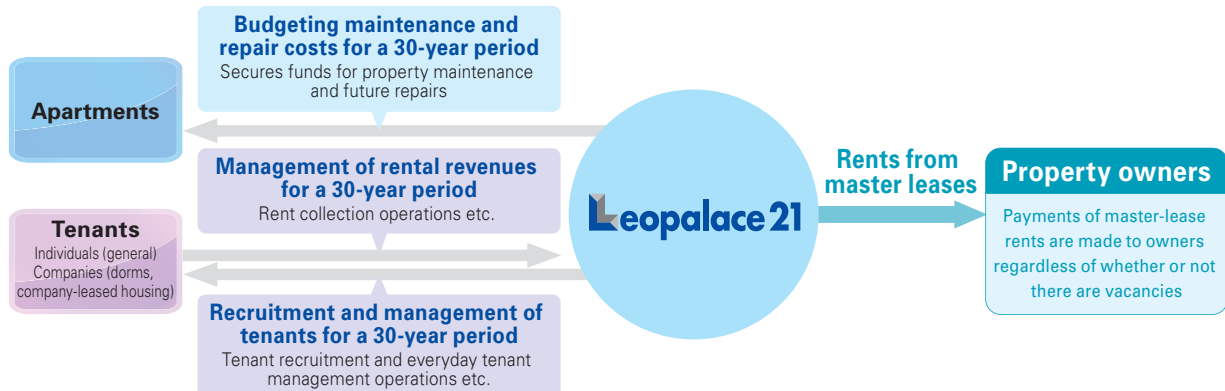 Budgeting maintenance and
repair costs for a 30-year period
Secures funds for property maintenance
and future repairs
Apartments
Management of rental revenues
for a 30-year period
Rent collection operations etc.
Tenants
Individuals (general)
Companies (dorms,
company-leased housing)
Recruitment and management of
tenants for a 30-year period
Tenant recruitment and everyday tenant
management operations etc.
Leopalace 21
Rents from
master leases
Property owners
Payments of master-lease
rents are made to owners
regardless of whether or not
there are vacancies